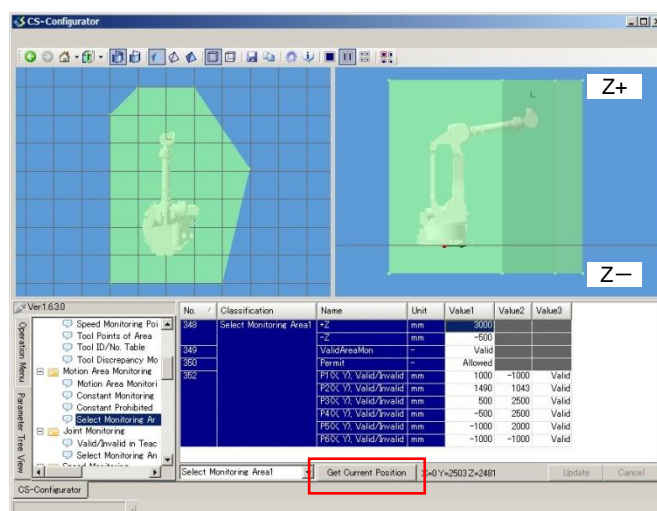 CS-Configurator
Z+
Z−
Ver.1.6.3.0
Operation Menu
Parameter Tree View
Speed Monitoring Poi
Tool Points of Area
Tool ID/No. Table
Tool Discrepancy Mo
Motion Area Monitoring
Motion Area Monitori
Constant Monitoring
Constant Prohibited
Select Monitoring Ar
Joint Monitoring
Valid/Invalid in Teac
Select Monitoring An
Speed Monitoring
No. Classification Name Unit Value1 Value2 Value3
348 Select Monitoring Area1 +Z mm 3000
-Z mm -500
349 ValidAreaMon - Valid
350 Permit - Allowed
352 P1(X, Y), Valid/Invalid mm 1000 -1000 Valid
P2(X, Y), Valid/Invalid mm 1490 1043 Valid
P3(X, Y), Valid/Invalid mm 500 2500 Valid
P4(X, Y), Valid/Invalid mm -500 2500 Valid
P5(X, Y), Valid/Invalid mm -1000 2000 Valid
P6(X, Y), Valid/Invalid mm -1000 -1000 Valid
Select Monitoring Area1 Get Current Position X=0 Y=2503 Z=2481 Update Cancel
CS-Configurator